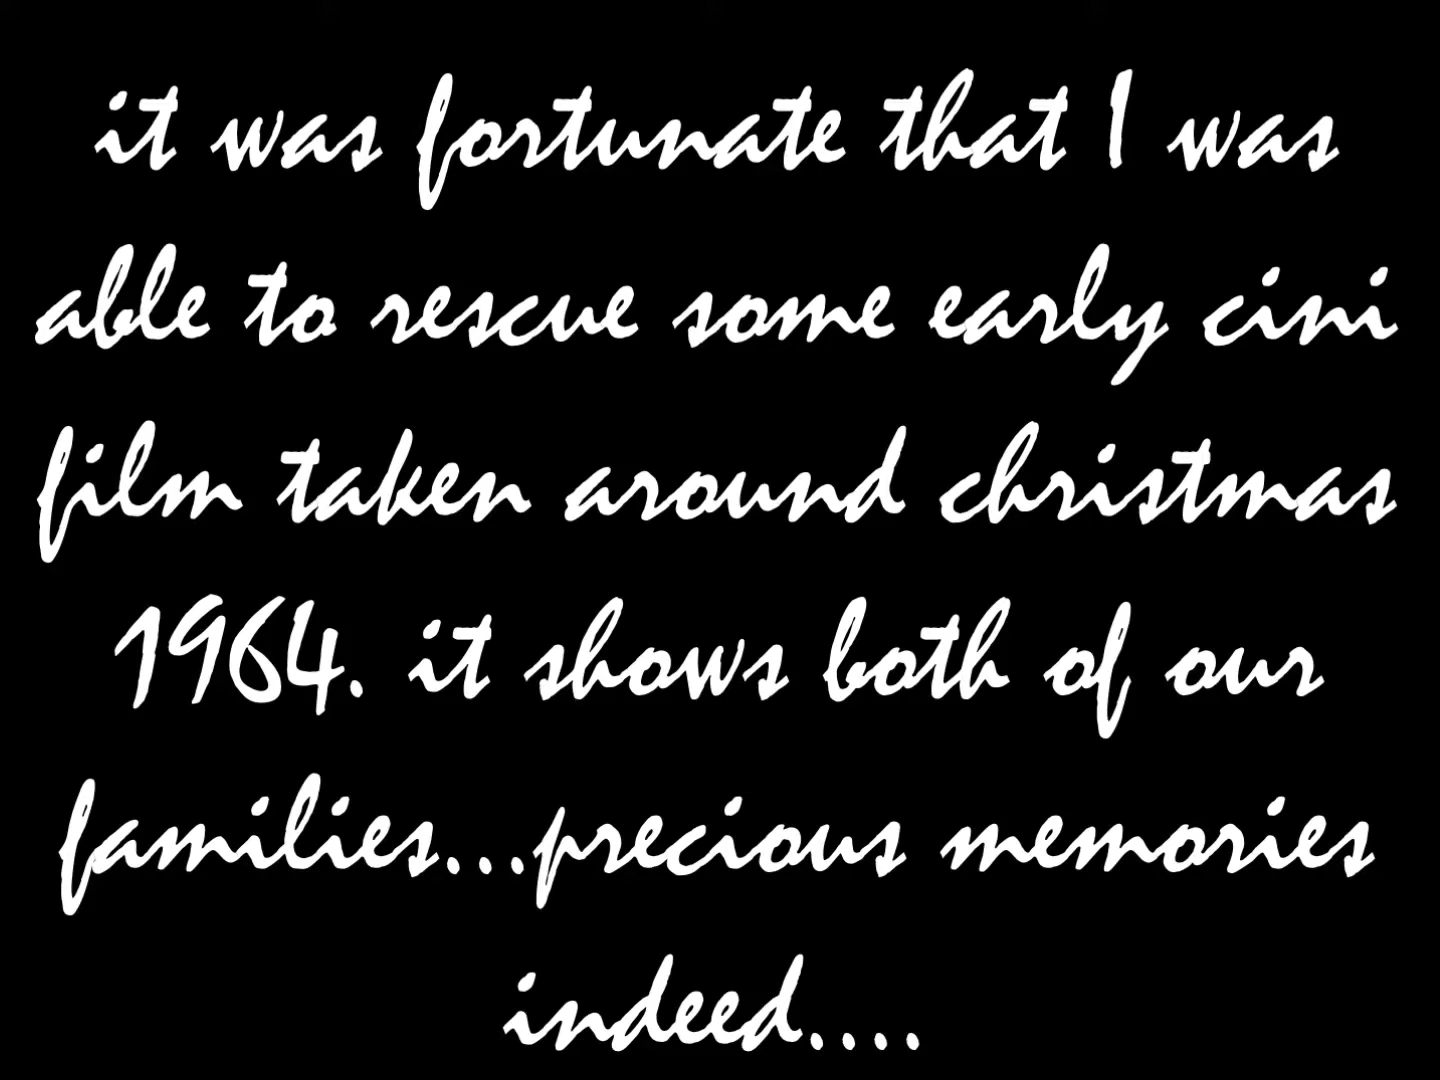 it was fortunate that I was
able to rescue some early cini
film taken around christmas
1964. it shows both of our
families...precious memories
indeed....